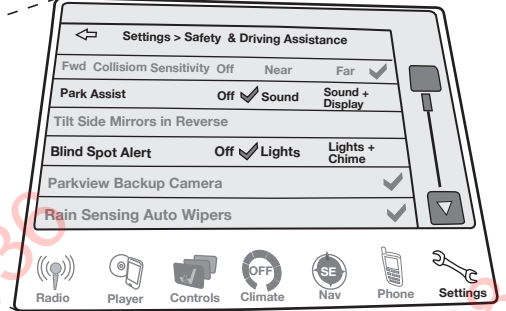 Settings > Safety & Driving Assistance
Fwd Collisiom Sensitivity Off Near Far
Park Assist Off Sound Sound + Display
Tilt Side Mirrors in Reverse
Blind Spot Alert Off Lights Lights + Chime
Parkview Backup Camera
Rain Sensing Auto Wipers
OFF SE
Radio Player Controls Climate Nav Phone Settings